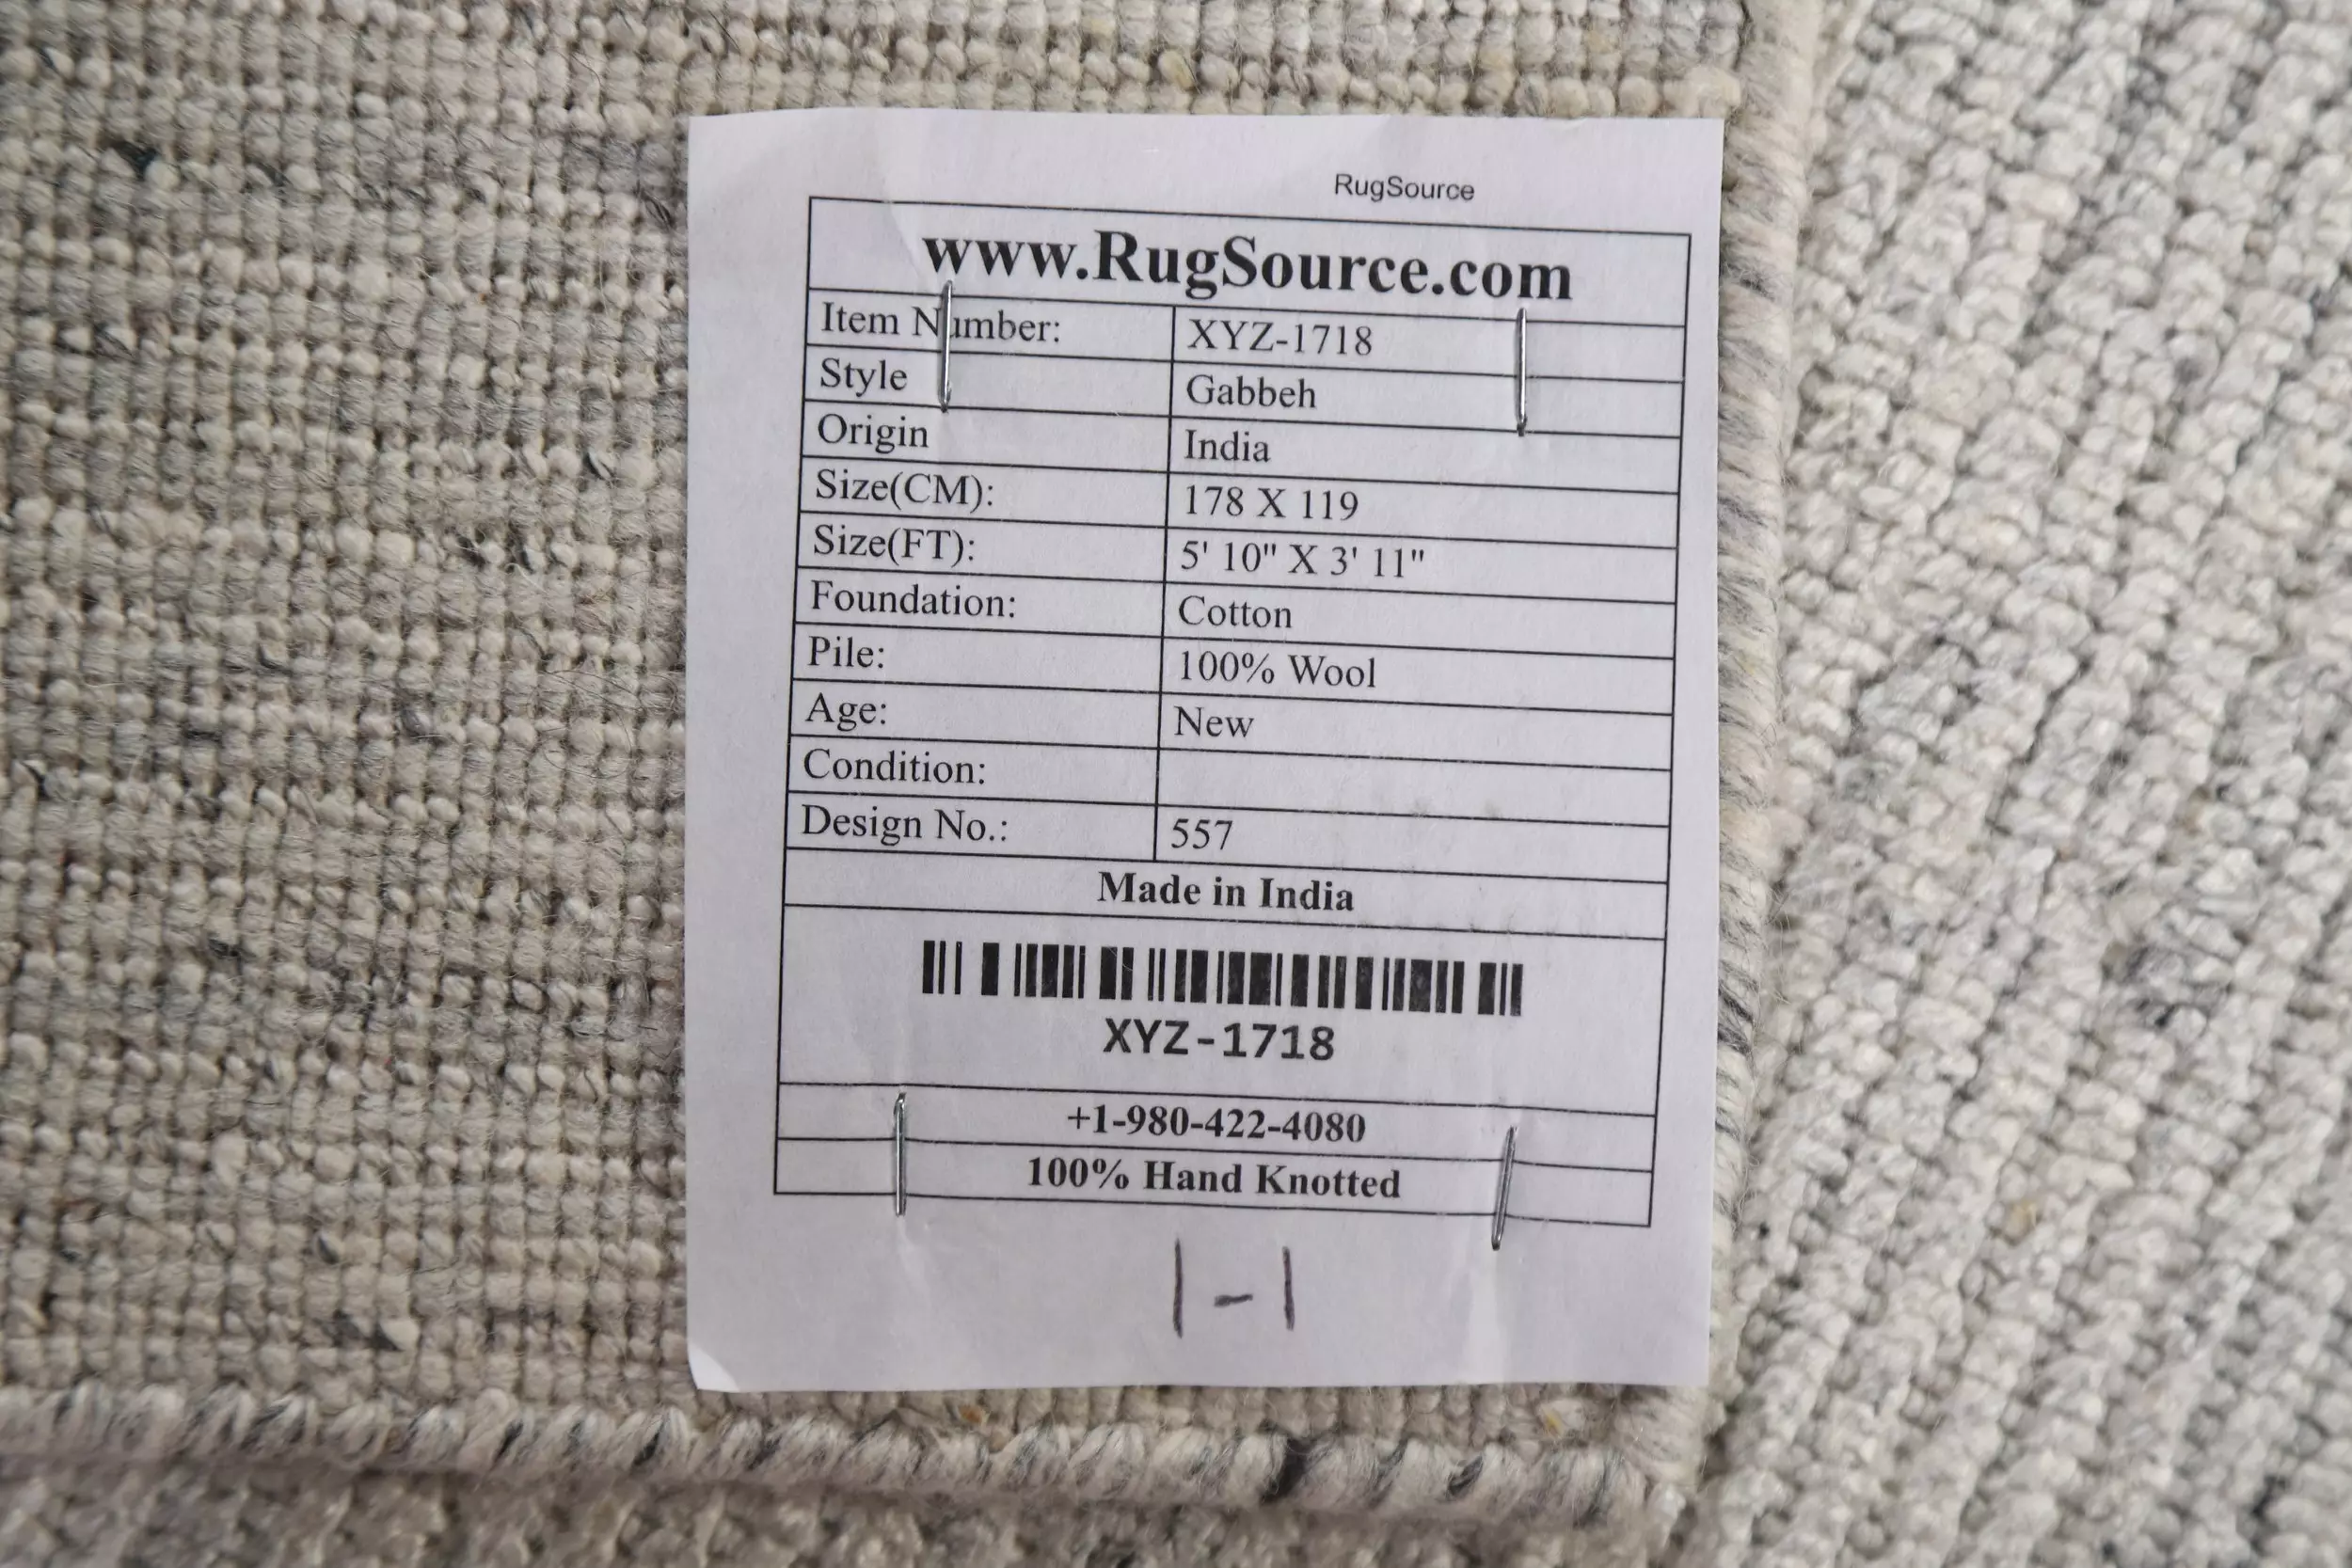 RugSource
www.RugSource.com
Item Number: XYZ-1718
Style Gabbeh
Origin India
Size(CM): 178 X 119
Size(FT): 5' 10" X 3' 11"
Foundation: Cotton
Pile: 100% Wool
Age: New
Condition:
Design No.: 557
Made in India
XYZ-1718
+1-980-422-4080
100% Hand Knotted
1-1